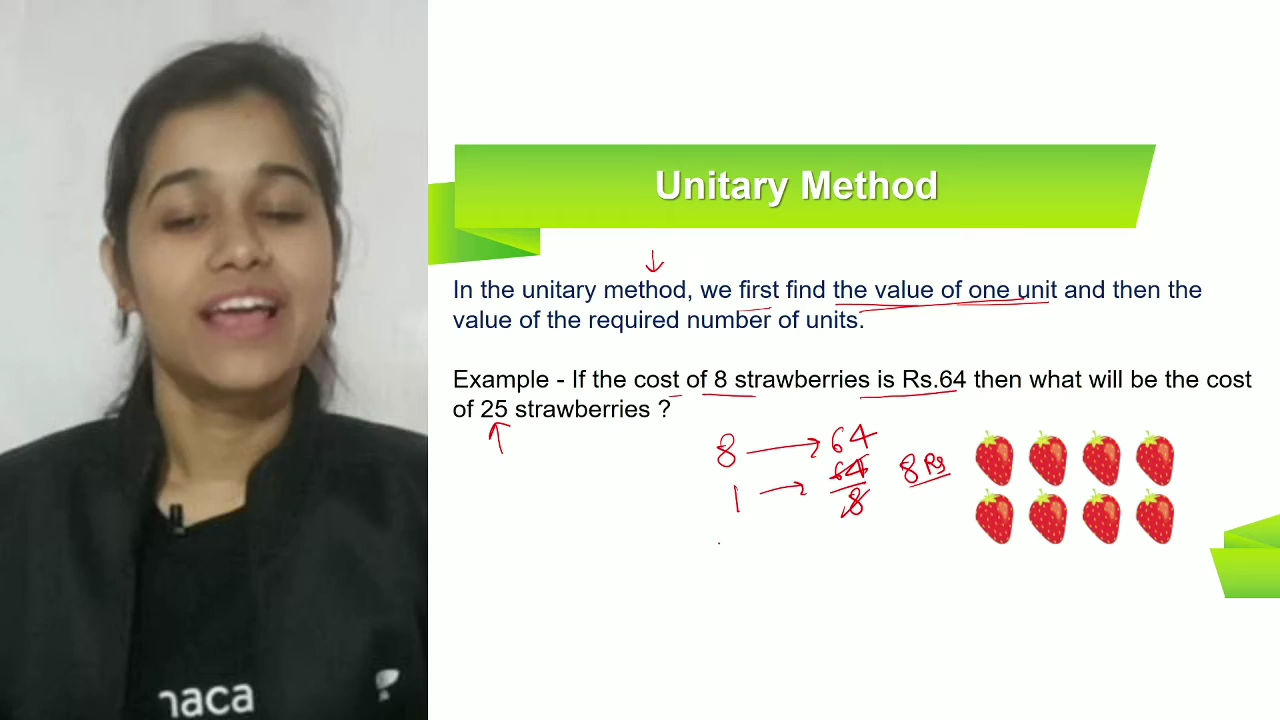 Unitary Method
In the unitary method, we first find the value of one unit and then the
value of the required number of units.
Example - If the cost of 8 strawberries is Rs.64 then what will be the cost
of 25 strawberries ?
8 → 64
1 → 64/8 8 Rs
naca